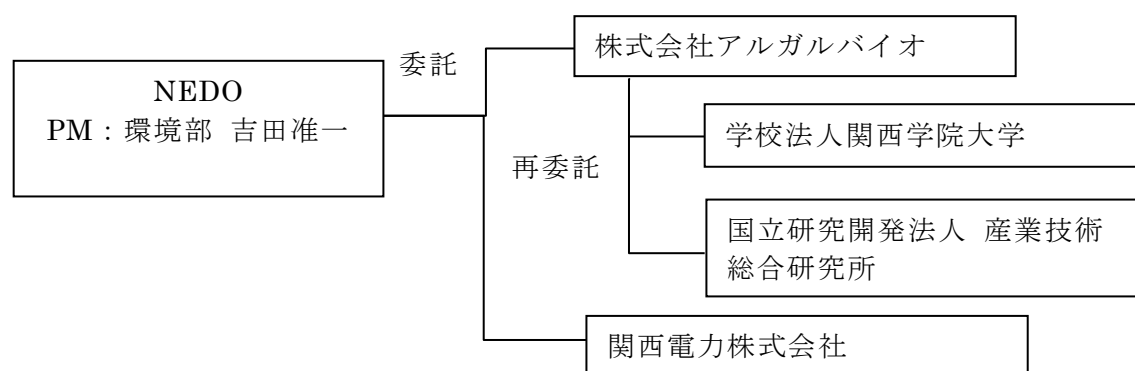 NEDO
PM：環境部 吉田准一
委託
株式会社アルガルバイオ
再委託
学校法人関西学院大学
国立研究開発法人 産業技術
総合研究所
関西電力株式会社